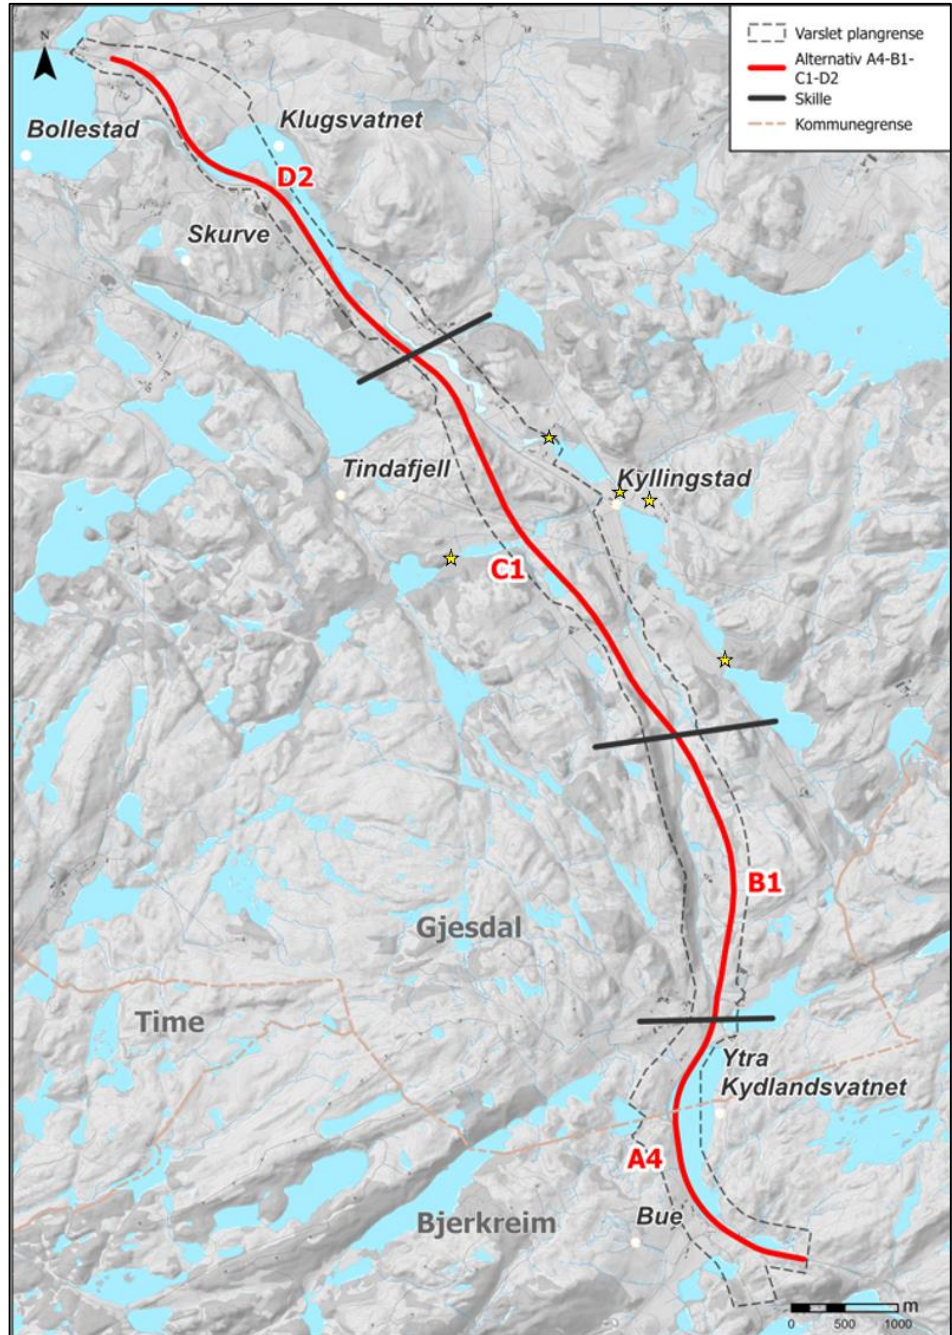 N
Varslet plangrense
Alternativ A4-B1-
C1-D2
Skille
Kommunegrense
Bollestad
Klugsvatnet
D2
Skurve
Tindafjell
Kyllingstad
C1
B1
Gjesdal
Time
Ytra
Kydlandsvatnet
A4
Bue
Bjerkreim
m
0 500 1000